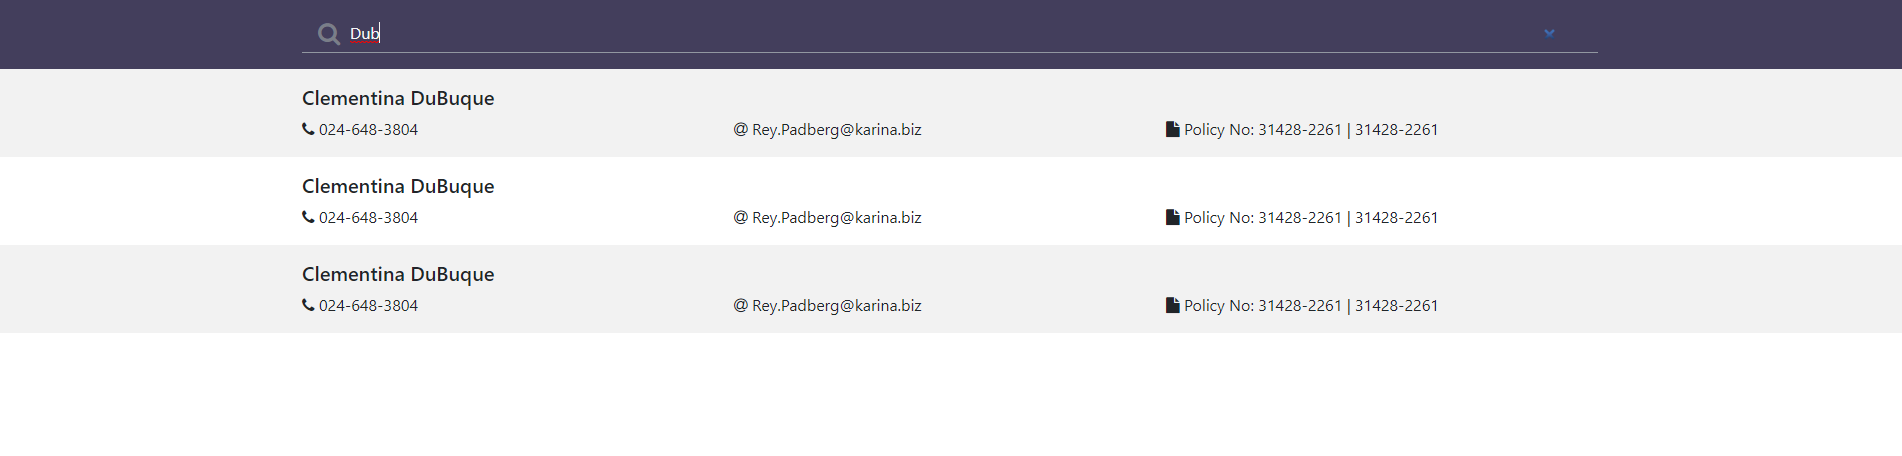 Dub
Clementina DuBuque
024-648-3804 @ Rey.Padberg@karina.biz Policy No: 31428-2261 | 31428-2261
Clementina DuBuque
024-648-3804 @ Rey.Padberg@karina.biz Policy No: 31428-2261 | 31428-2261
Clementina DuBuque
024-648-3804 @ Rey.Padberg@karina.biz Policy No: 31428-2261 | 31428-2261